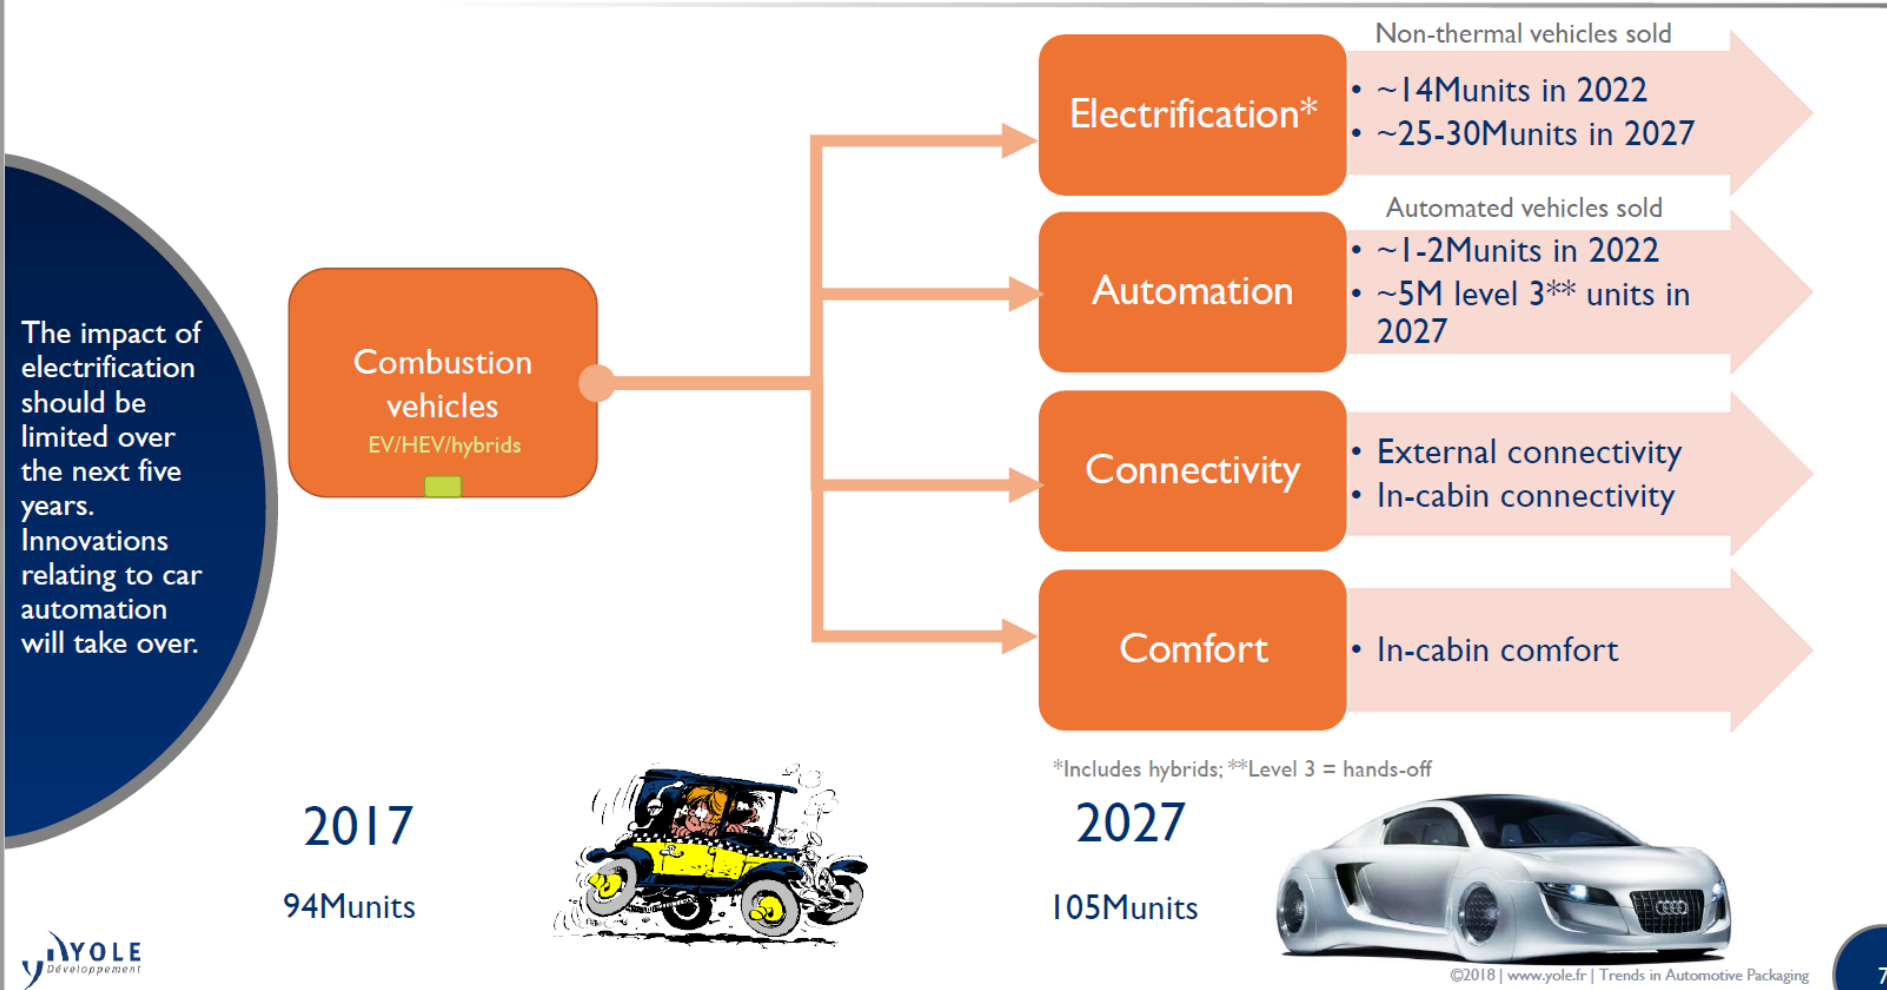 The impact of
electrification
should be
limited over
the next five
years.
Innovations
relating to car
automation
will take over.
Combustion
vehicles
EV/HEV/hybrids
Electrification*
Non-thermal vehicles sold
• ~14Munits in 2022
• ~25-30Munits in 2027
Automation
Automated vehicles sold
• ~1-2Munits in 2022
• ~5M level 3** units in
2027
Connectivity
• External connectivity
• In-cabin connectivity
Comfort
• In-cabin comfort
*Includes hybrids; **Level 3 = hands-off
2017
94Munits
2027
105Munits
YOLE
Développement
©2018 | www.yole.fr | Trends in Automotive Packaging
7